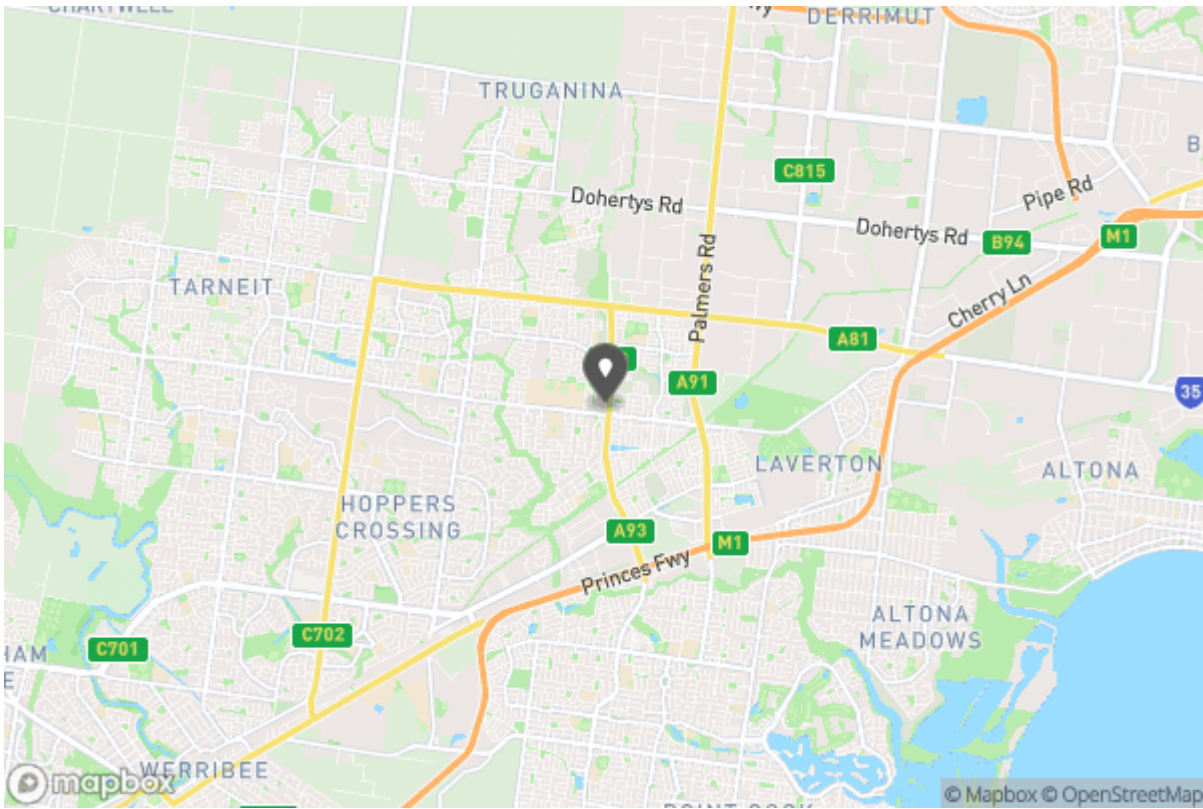 DERRIMUT
TRUGANINA
C815
Pipe Rd
Dohertys Rd
Dohertys Rd
B94
M1
TARNEIT
Palmers Rd
Cherry Ln
A81
A91
35
LAVERTON
ALTONA
HOPPERS
CROSSING
A93
M1
Princes Fwy
ALTONA
MEADOWS
C702
C701
WERRIBEE
mapbox
© Mapbox © OpenStreetMap